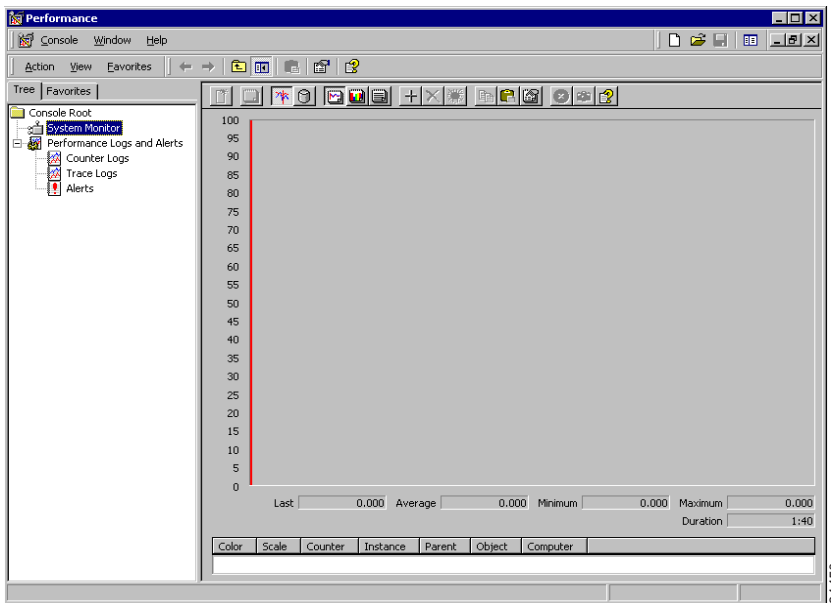 Performance
Console Window Help
Action View Favorites
Tree Favorites
Console Root
System Monitor
Performance Logs and Alerts
Counter Logs
Trace Logs
Alerts
100
95
90
85
80
75
70
65
60
55
50
45
40
35
30
25
20
15
10
5
0
Last 0.000 Average 0.000 Minimum 0.000 Maximum 0.000
Duration 1:40
Color Scale Counter Instance Parent Object Computer